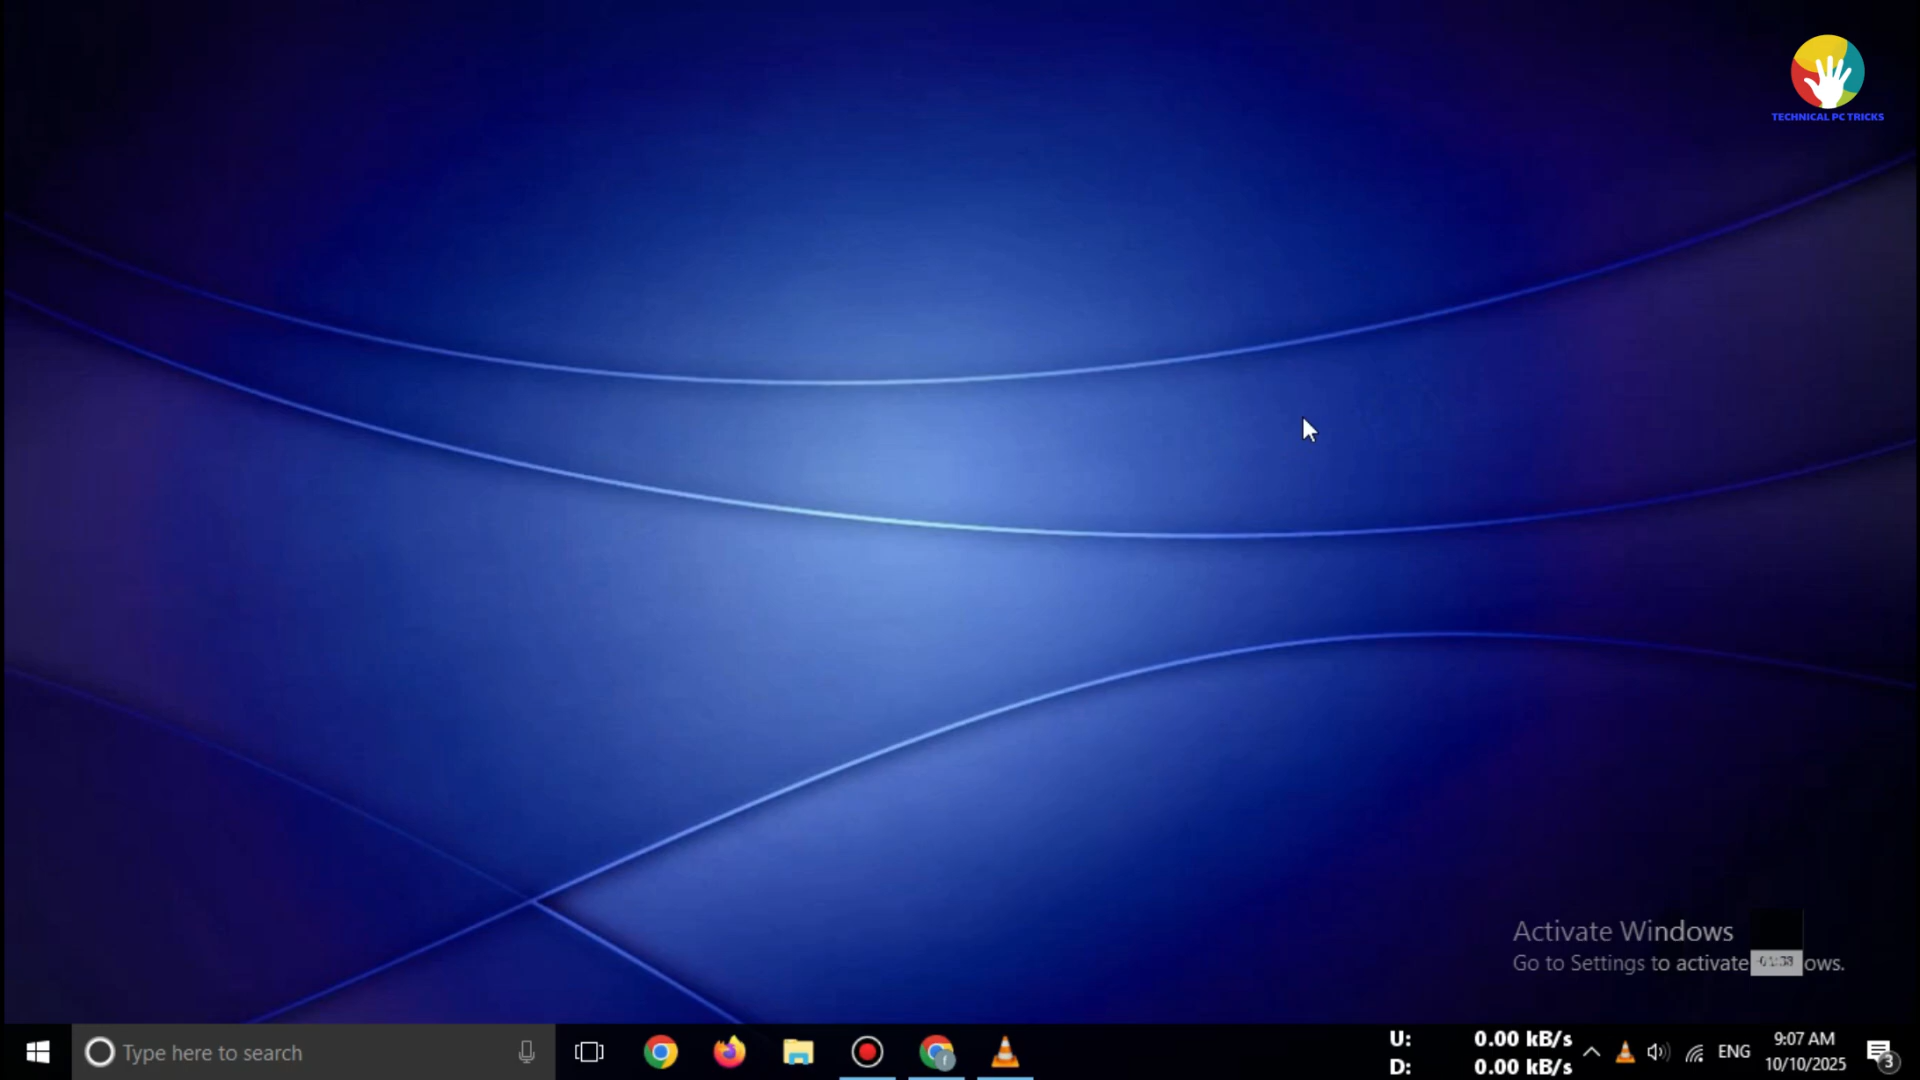 TECHNICAL PC TRICKS
Activate Windows
Go to Settings to activate ows.
Type here to search
U: 0.00 kB/s
D: 0.00 kB/s
ENG
9:07 AM
10/10/2025
3
f